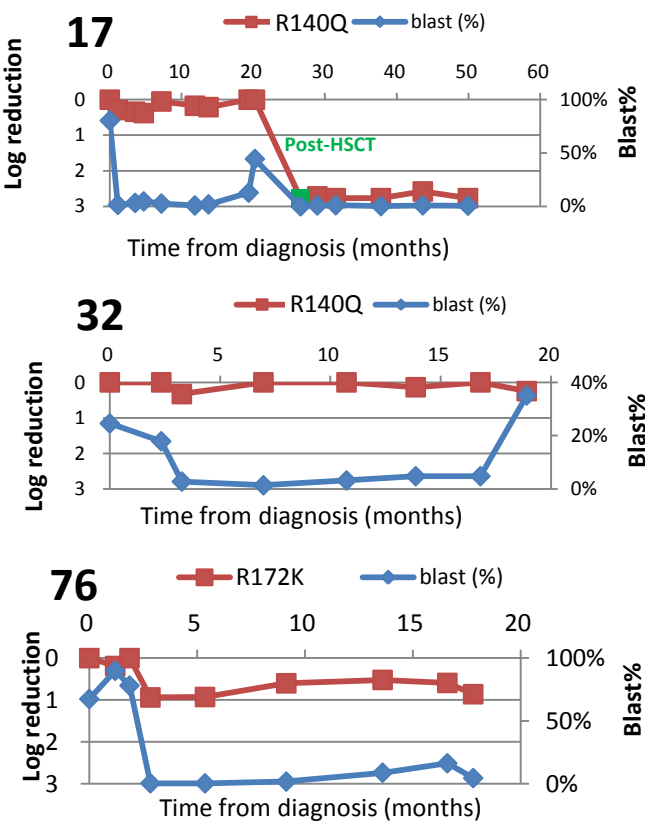 17
R140Q blast (%)
0 10 20 30 40 50 60
Log reduction
0
1
2
3
Post-HSCT
100%
50%
0%
Blast%
Time from diagnosis (months)
32
R140Q blast (%)
0 5 10 15 20
Log reduction
0
1
2
3
40%
20%
0%
Blast%
Time from diagnosis (months)
76
R172K blast (%)
0 5 10 15 20
Log reduction
0
1
2
3
100%
50%
0%
Blast%
Time from diagnosis (months)